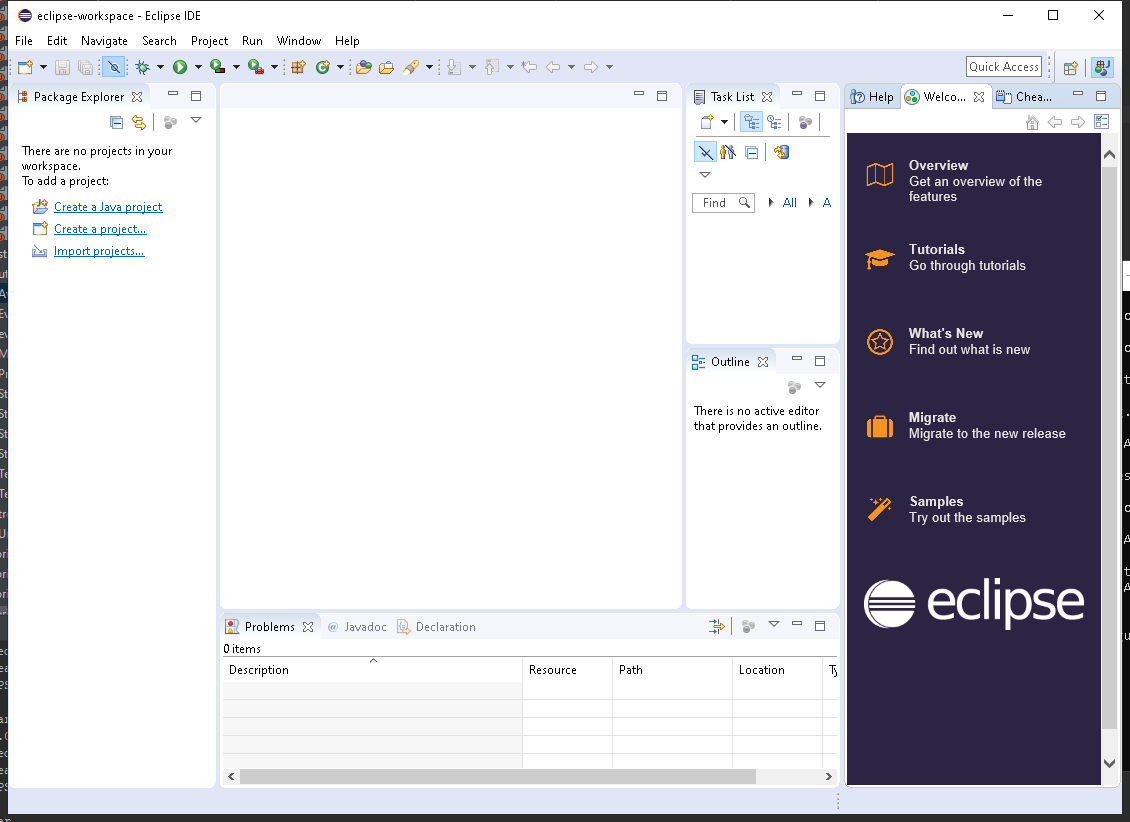 eclipse-workspace - Eclipse IDE
File Edit Navigate Search Project Run Window Help
Quick Access
Package Explorer
There are no projects in your
workspace.
To add a project:
Create a Java project
Create a project...
Import projects...
Task List
Find
All
A
Outline
There is no active editor
that provides an outline.
Help
Welco...
Chea...
Overview
Get an overview of the
features
Tutorials
Go through tutorials
What's New
Find out what is new
Migrate
Migrate to the new release
Samples
Try out the samples
eclipse
Problems
@ Javadoc
Declaration
0 items
Description Resource Path Location Ty